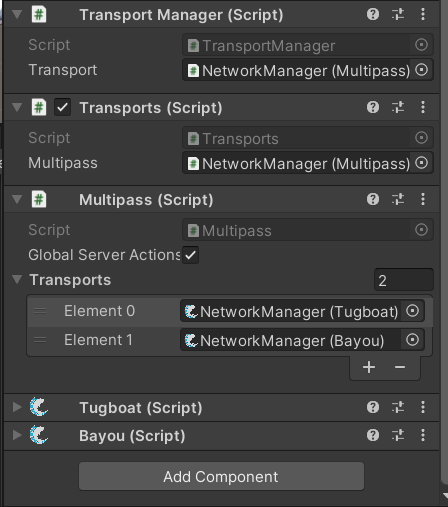 Transport Manager (Script)
Script TransportManager
Transport NetworkManager (Multipass)
Transports (Script)
Script Transports
Multipass NetworkManager (Multipass)
Multipass (Script)
Script Multipass
Global Server Actions
Transports 2
Element 0 NetworkManager (Tugboat)
Element 1 NetworkManager (Bayou)
Tugboat (Script)
Bayou (Script)
Add Component